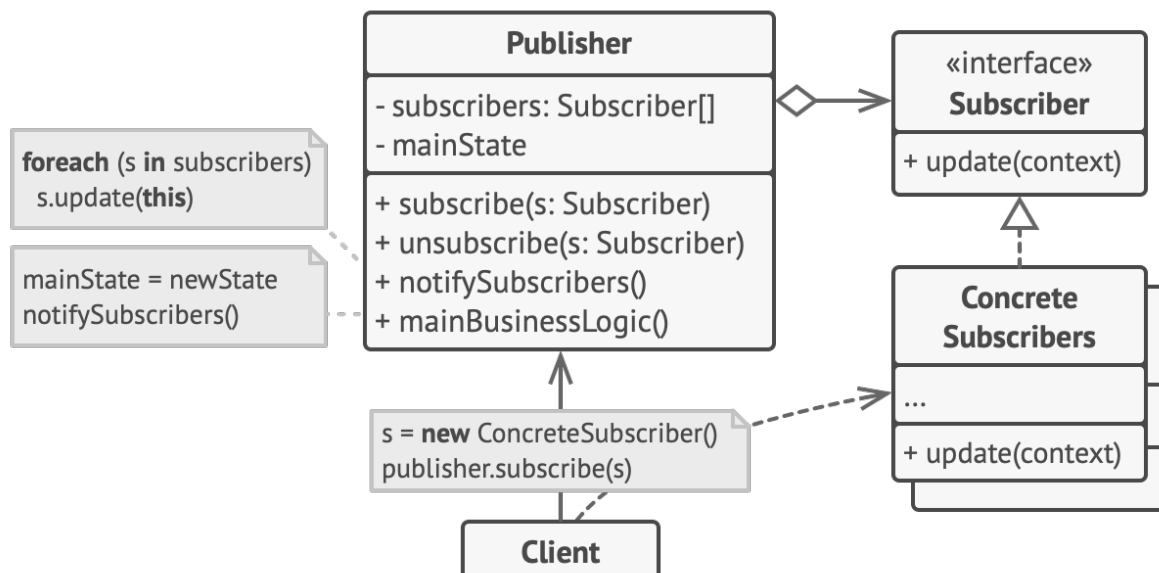 Publisher
- subscribers: Subscriber[]
- mainState
+ subscribe(s: Subscriber)
+ unsubscribe(s: Subscriber)
+ notifySubscribers()
+ mainBusinessLogic()
«interface»
Subscriber
+ update(context)
foreach (s in subscribers)
s.update(this)
mainState = newState
notifySubscribers()
Concrete
Subscribers
...
+ update(context)
s = new ConcreteSubscriber()
publisher.subscribe(s)
Client